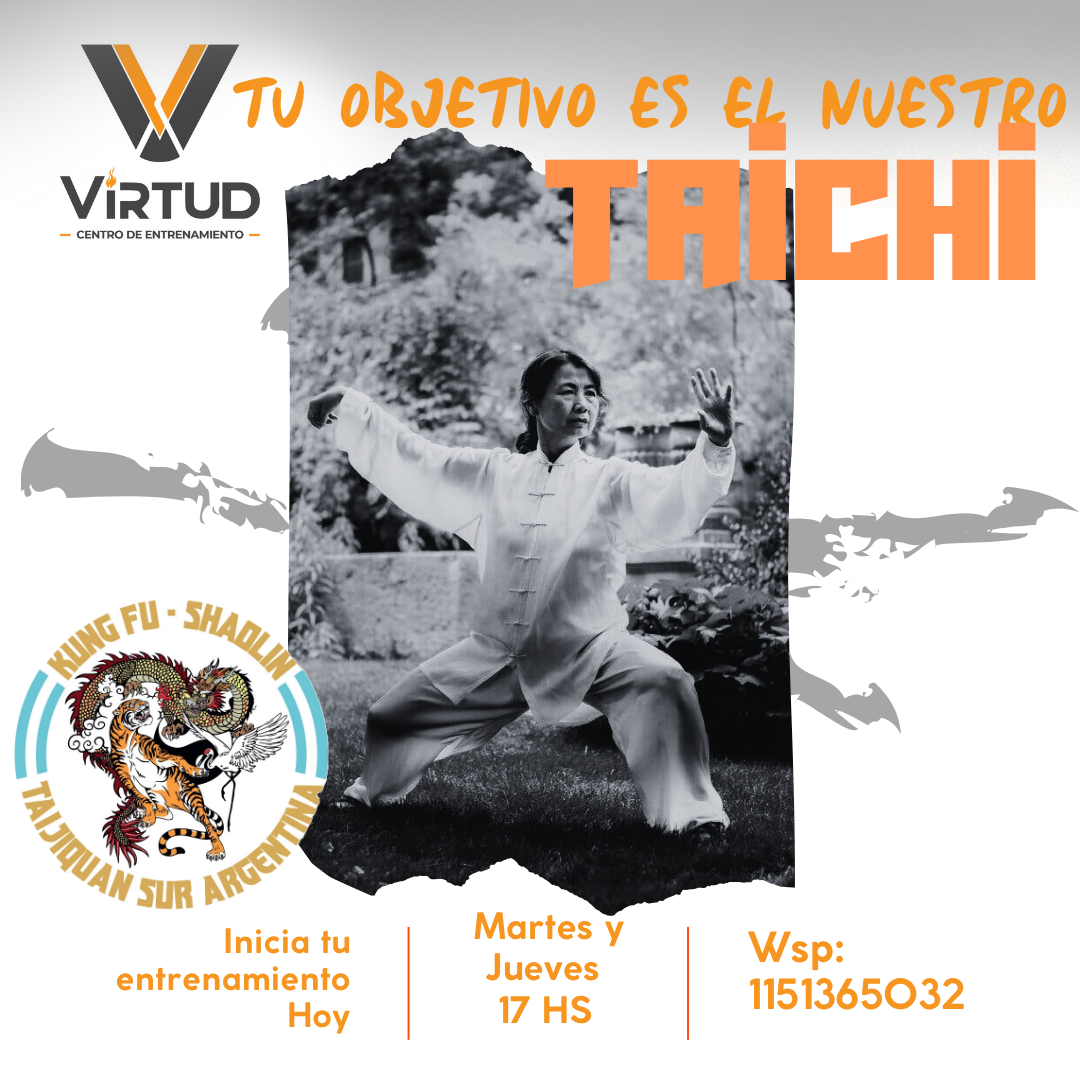 TU OBJETIVO ES EL NUESTRO
TAiCHi
ViRTUD
CENTRO DE ENTRENAMIENTO
KUNG FU - SHAOLIN
TAIJIQUAN SUR ARGENTINA
Inicia tu
entrenamiento
Hoy
Martes y
Jueves
17 HS
Wsp:
1151365032